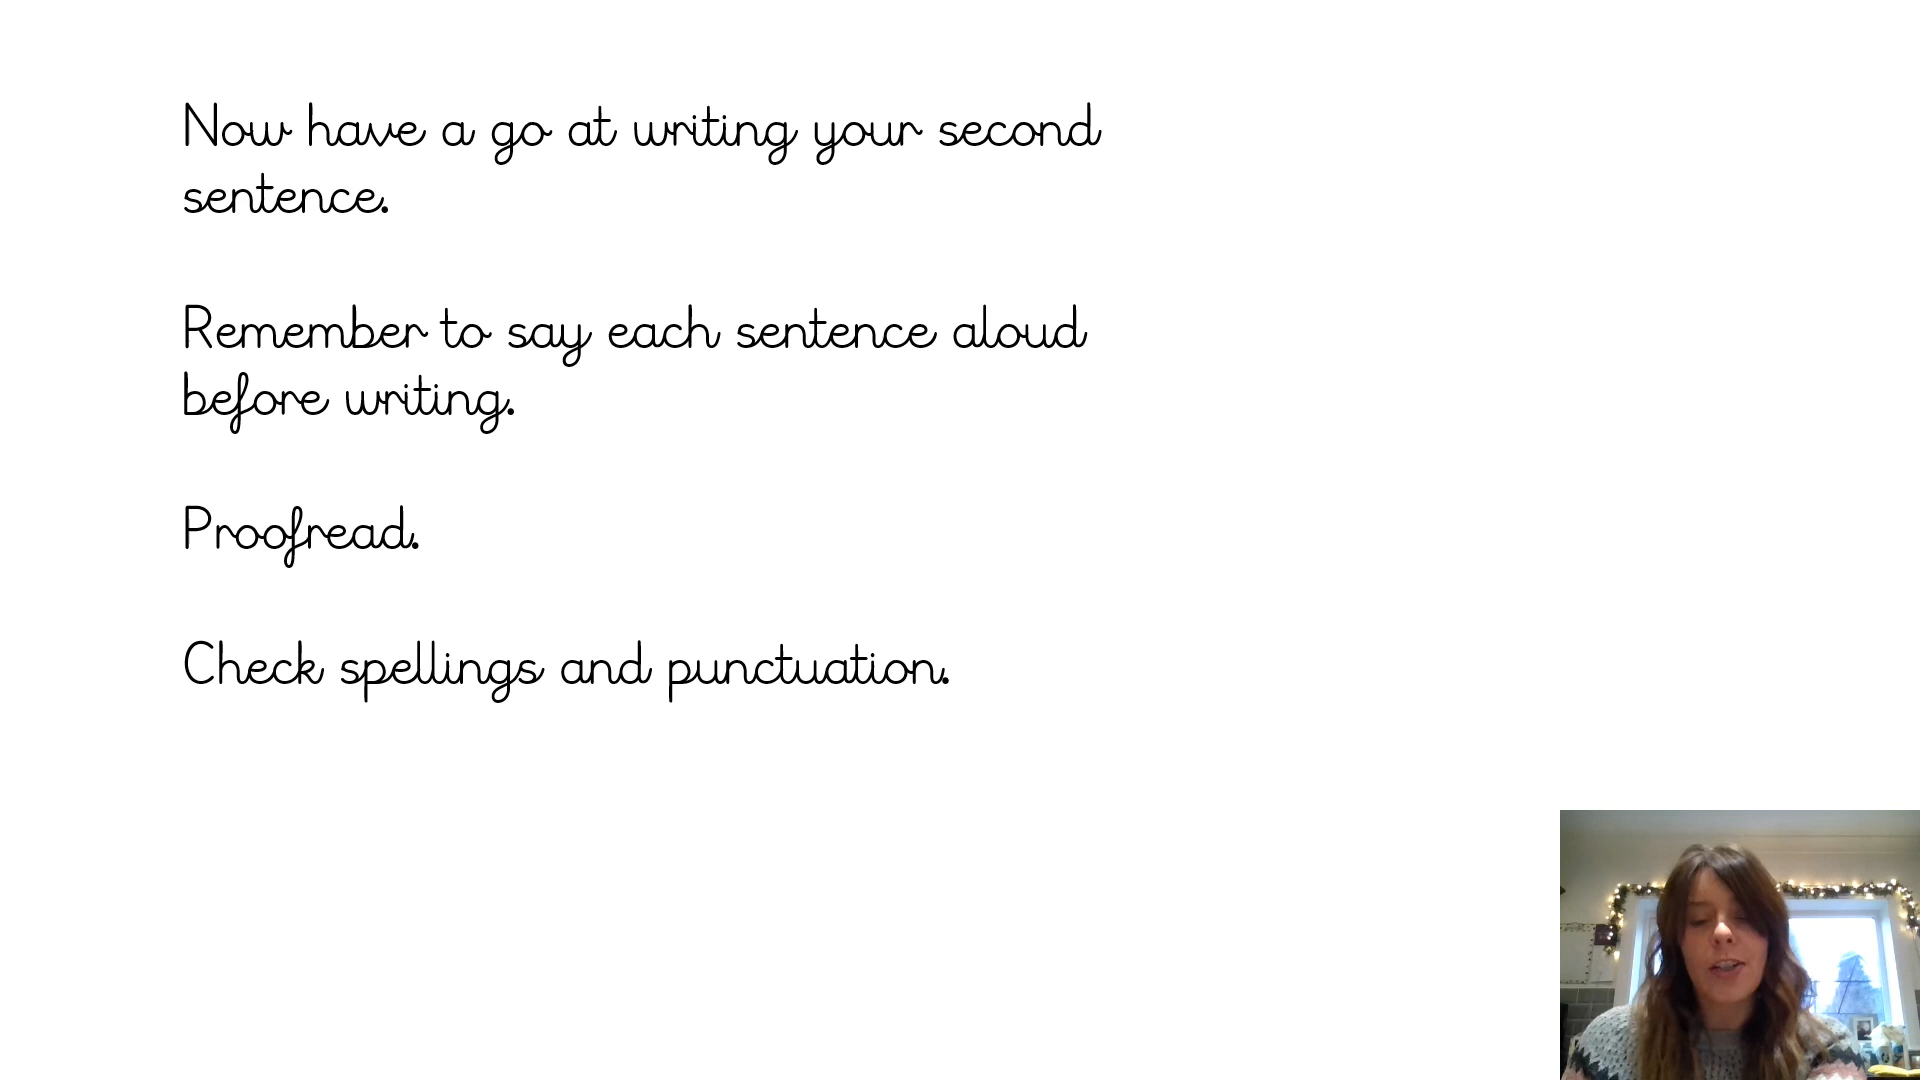 Now have a go at writing your second
sentence.
Remember to say each sentence aloud
before writing.
Proofread.
Check spellings and punctuation.